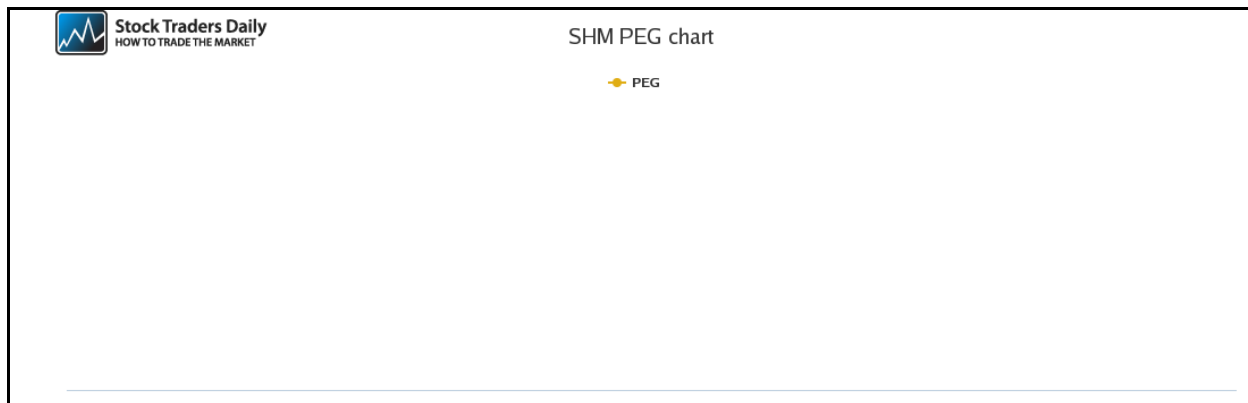 Stock Traders Daily
HOW TO TRADE THE MARKET
SHM PEG chart
PEG